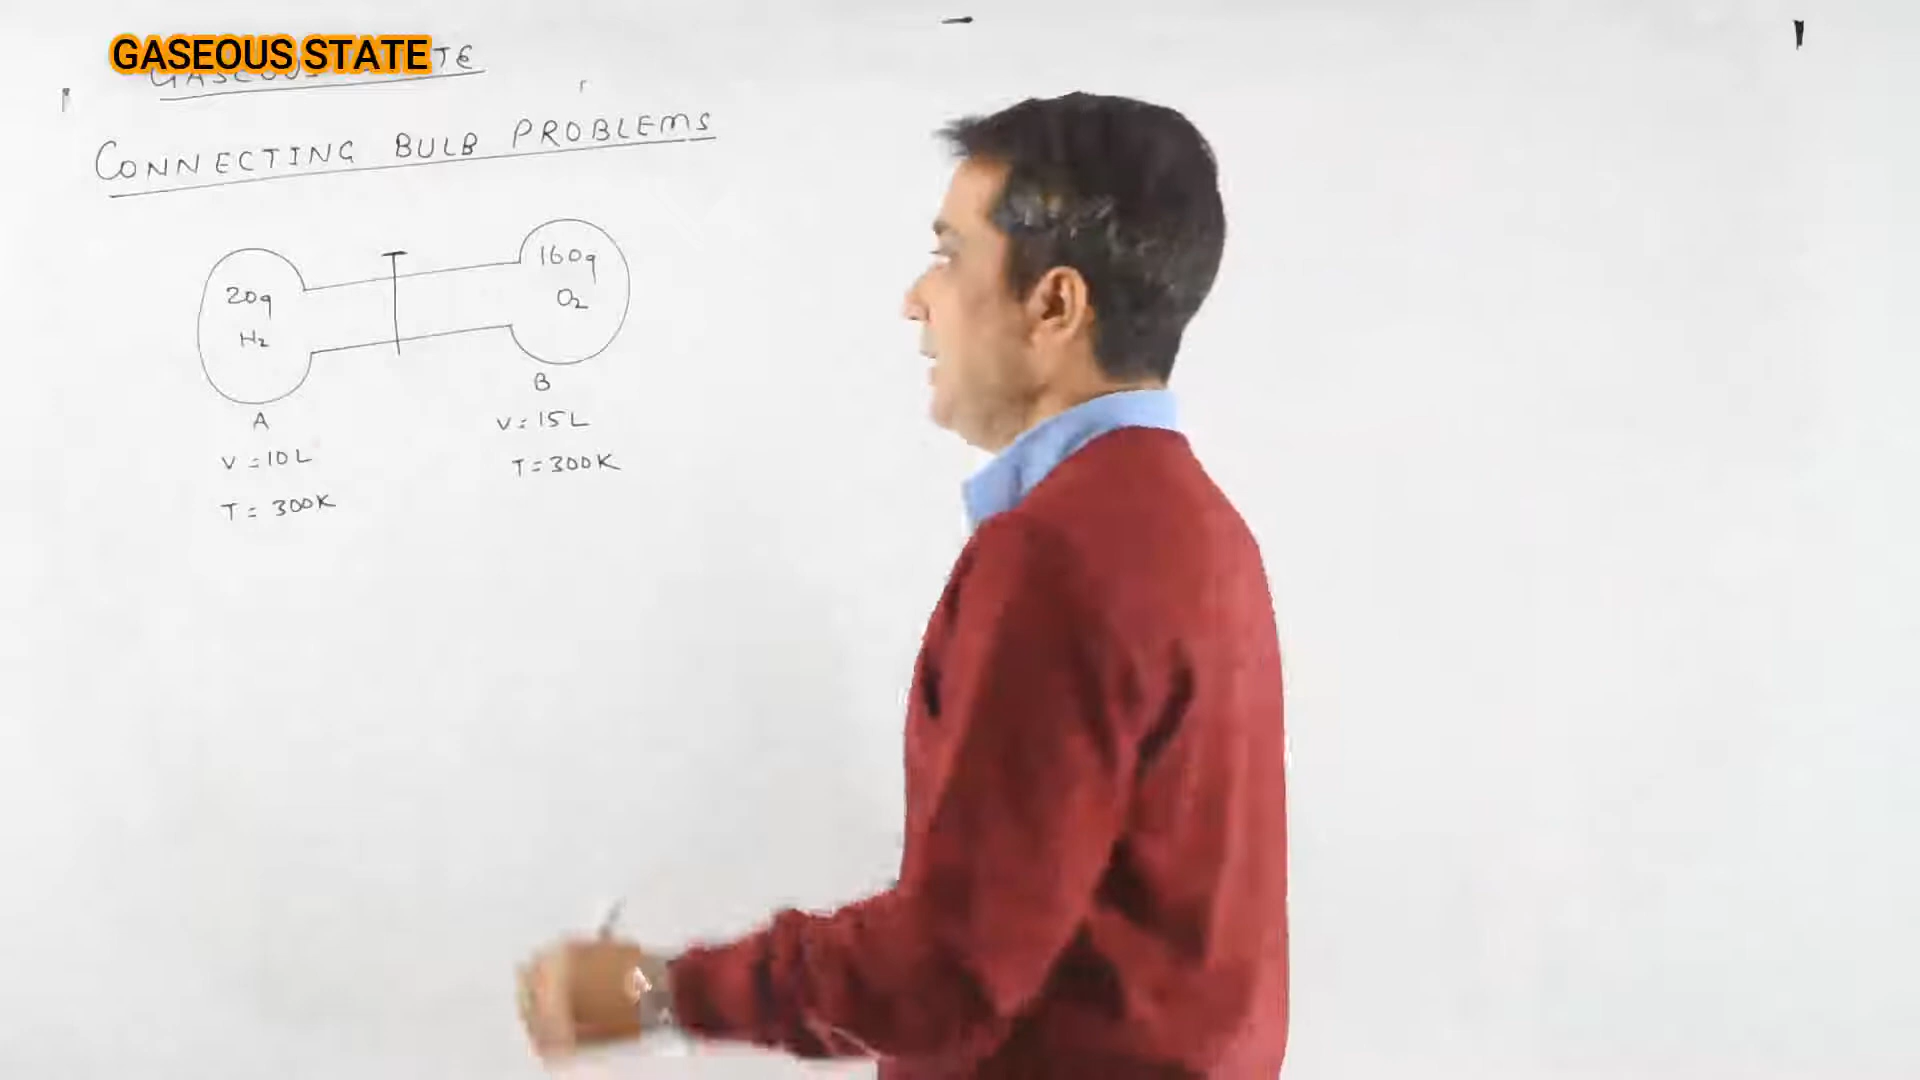 GASEOUS STATE
CONNECTING BULB PROBLEMS
20g
H₂
160g
O₂
A
V = 10L
T = 300K
B
V = 15L
T = 300K